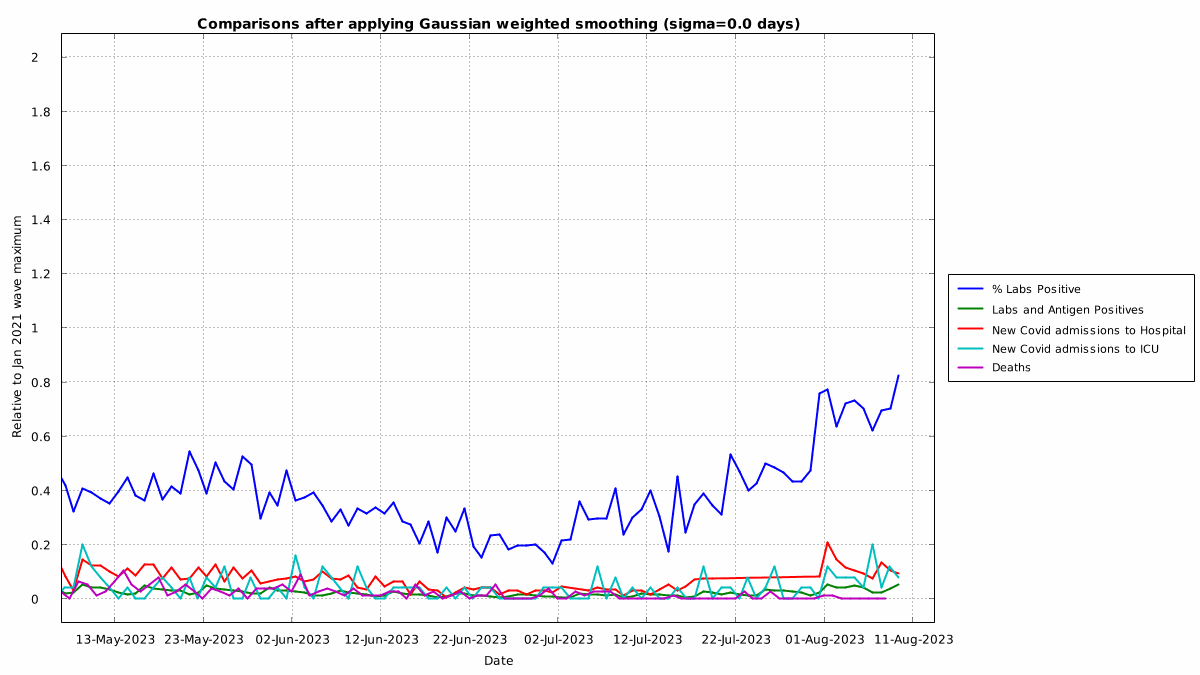 Comparisons after applying Gaussian weighted smoothing (sigma=0.0 days)
Relative to Jan 2021 wave maximum
2
1.8
1.6
1.4
1.2
1
0.8
0.6
0.4
0.2
0
13-May-2023 23-May-2023 02-Jun-2023 12-Jun-2023 22-Jun-2023 02-Jul-2023 12-Jul-2023 22-Jul-2023 01-Aug-2023 11-Aug-2023
Date
% Labs Positive
Labs and Antigen Positives
New Covid admissions to Hospital
New Covid admissions to ICU
Deaths